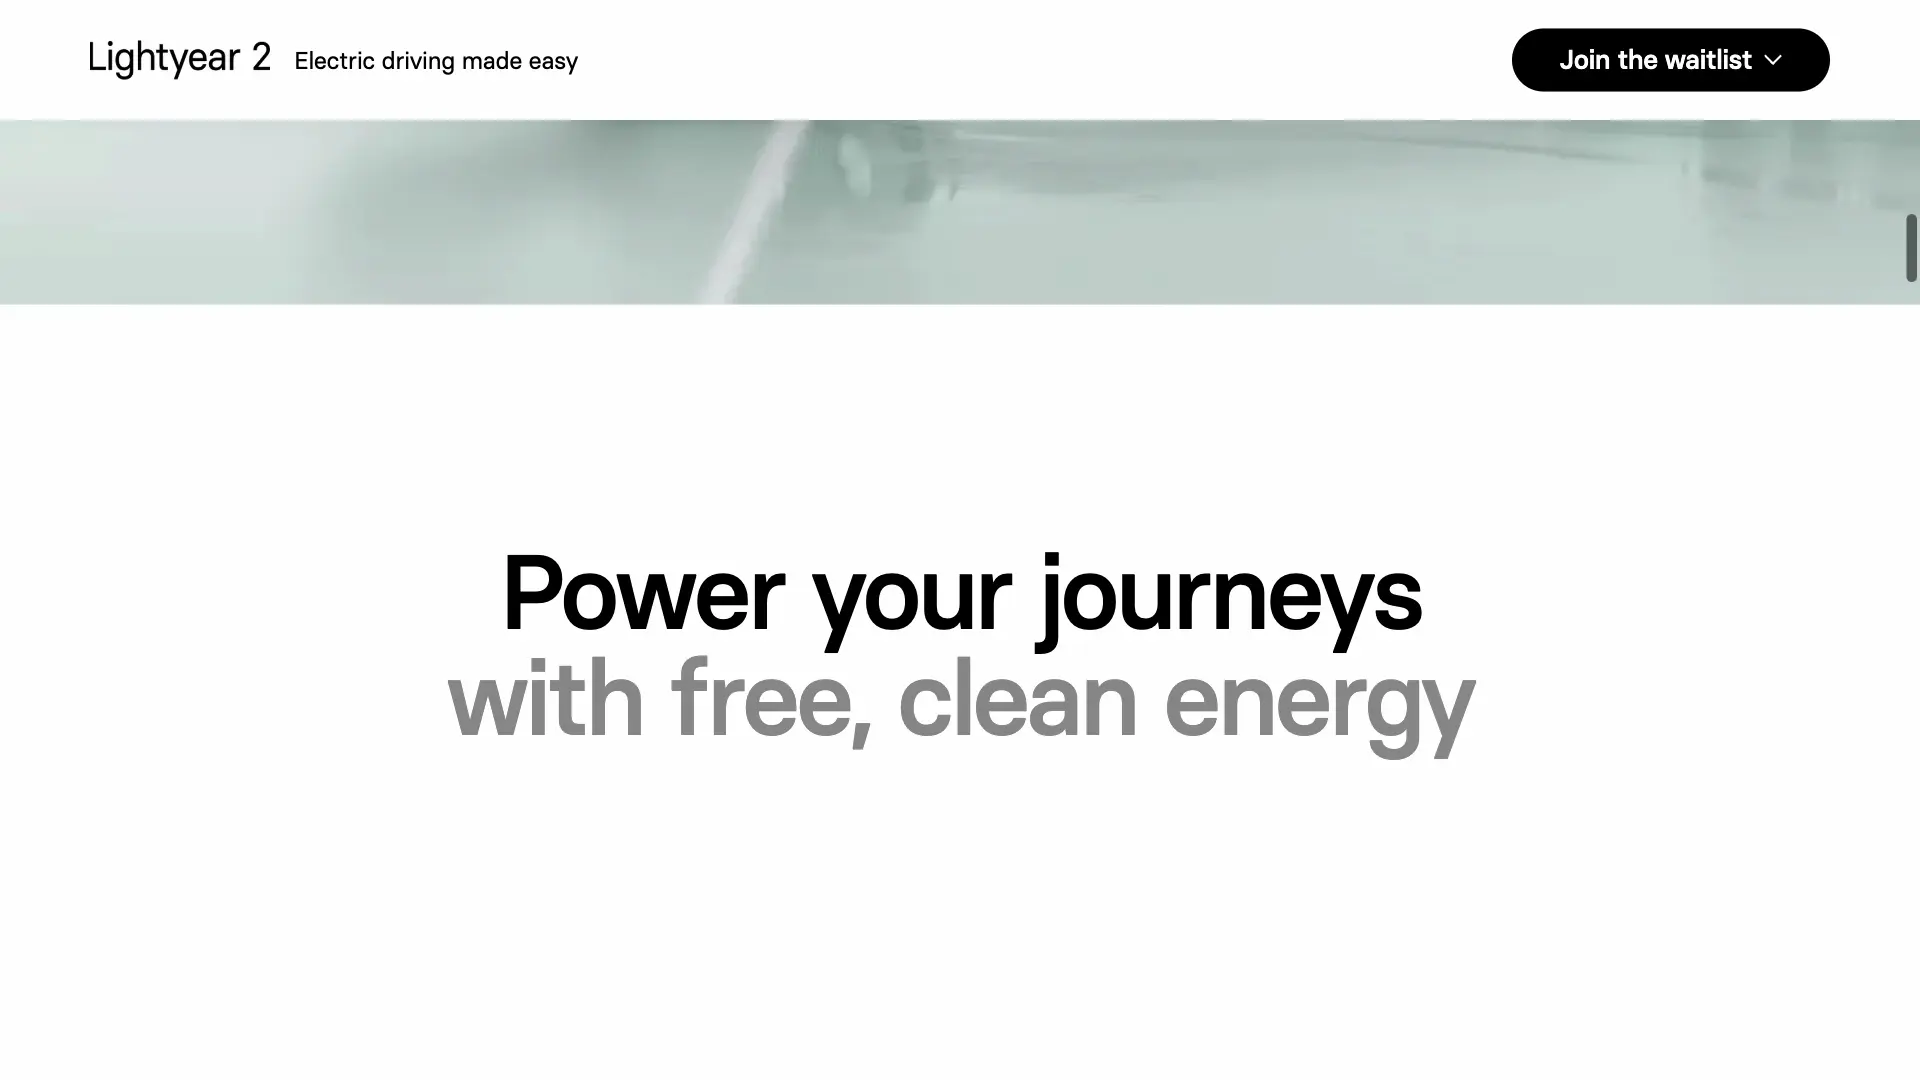 Lightyear 2 Electric driving made easy
Join the waitlist
Power your journeys
with free, clean energy